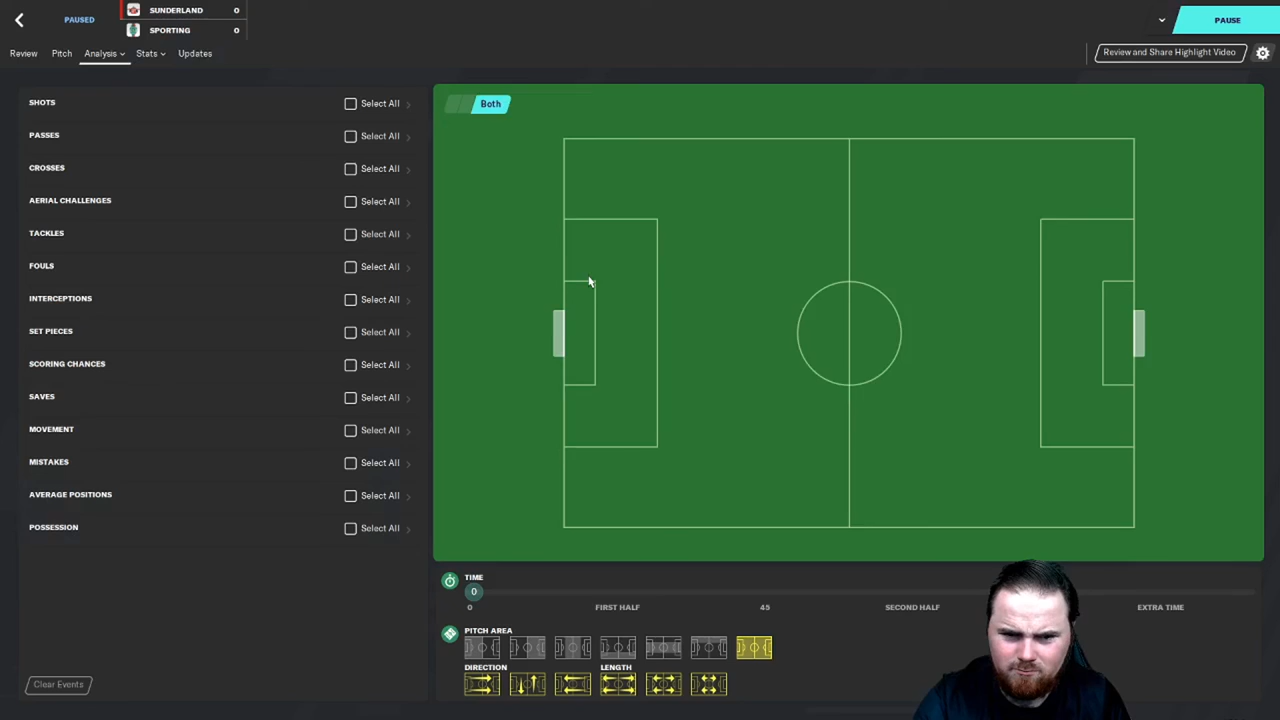 PAUSED
SUNDERLAND 0
SPORTING 0
PAUSE
Review Pitch Analysis Stats Updates
Review and Share Highlight Video
SHOTS Select All
PASSES Select All
CROSSES Select All
AERIAL CHALLENGES Select All
TACKLES Select All
FOULS Select All
INTERCEPTIONS Select All
SET PIECES Select All
SCORING CHANCES Select All
SAVES Select All
MOVEMENT Select All
MISTAKES Select All
AVERAGE POSITIONS Select All
POSSESSION Select All
Clear Events
Both
TIME
0
0 FIRST HALF 45 SECOND HALF EXTRA TIME
PITCH AREA
DIRECTION LENGTH